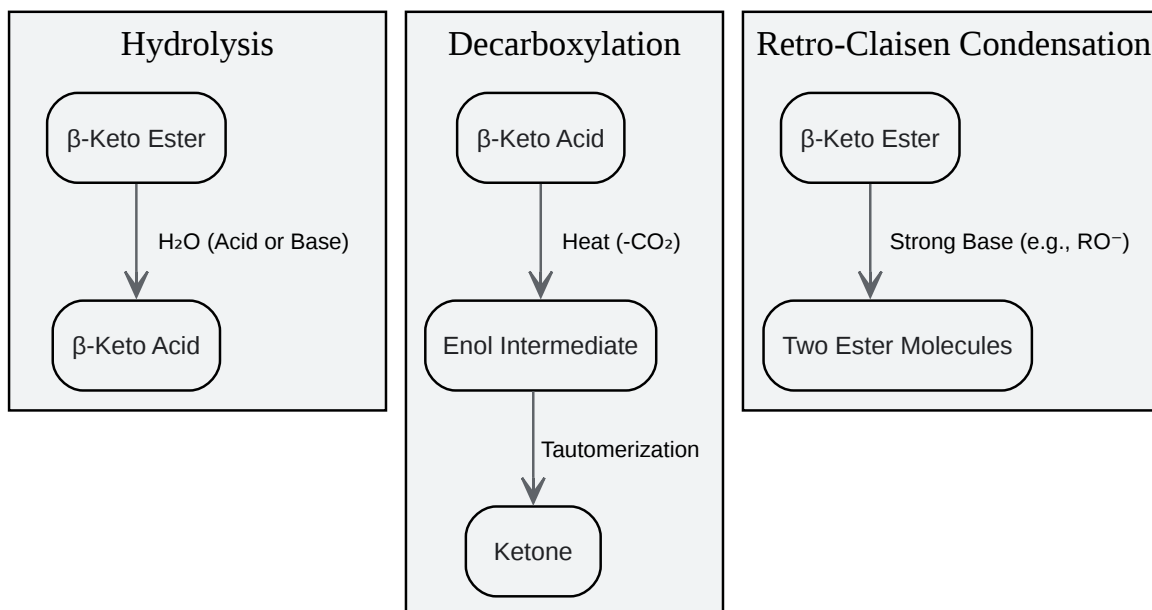 Hydrolysis
β-Keto Ester
H₂O (Acid or Base)
β-Keto Acid
Decarboxylation
β-Keto Acid
Heat (-CO₂)
Enol Intermediate
Tautomerization
Ketone
Retro-Claisen Condensation
β-Keto Ester
Strong Base (e.g., RO⁻)
Two Ester Molecules